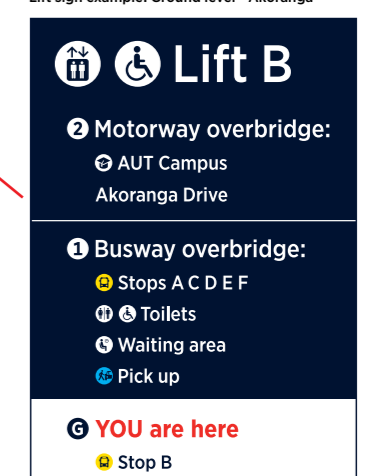 Lift sign example: Ground level - Akoranga
Lift B
2 Motorway overbridge:
AUT Campus
Akoranga Drive
1 Busway overbridge:
Stops A C D E F
Toilets
Waiting area
Pick up
G YOU are here
Stop B